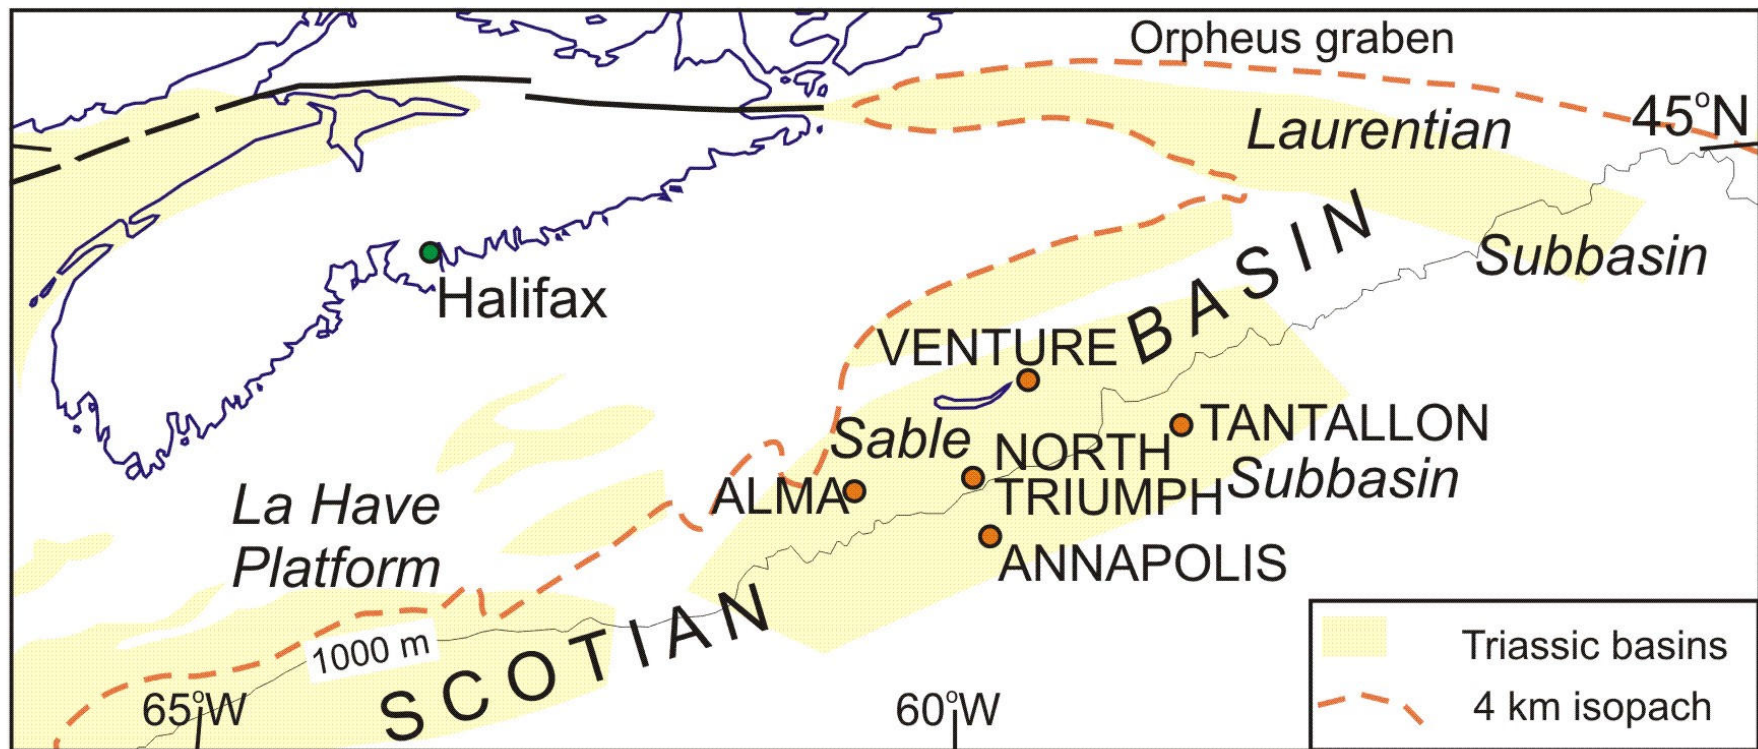 Orpheus graben
45°N
Laurentian
Subbasin
Halifax
BASIN
VENTURE
TANTALLON
Sable
NORTH
TRIUMPH
Subbasin
ALMA
ANNAPOLIS
La Have
Platform
SCOTIAN
1000 m
65°W
60°W
Triassic basins
4 km isopach